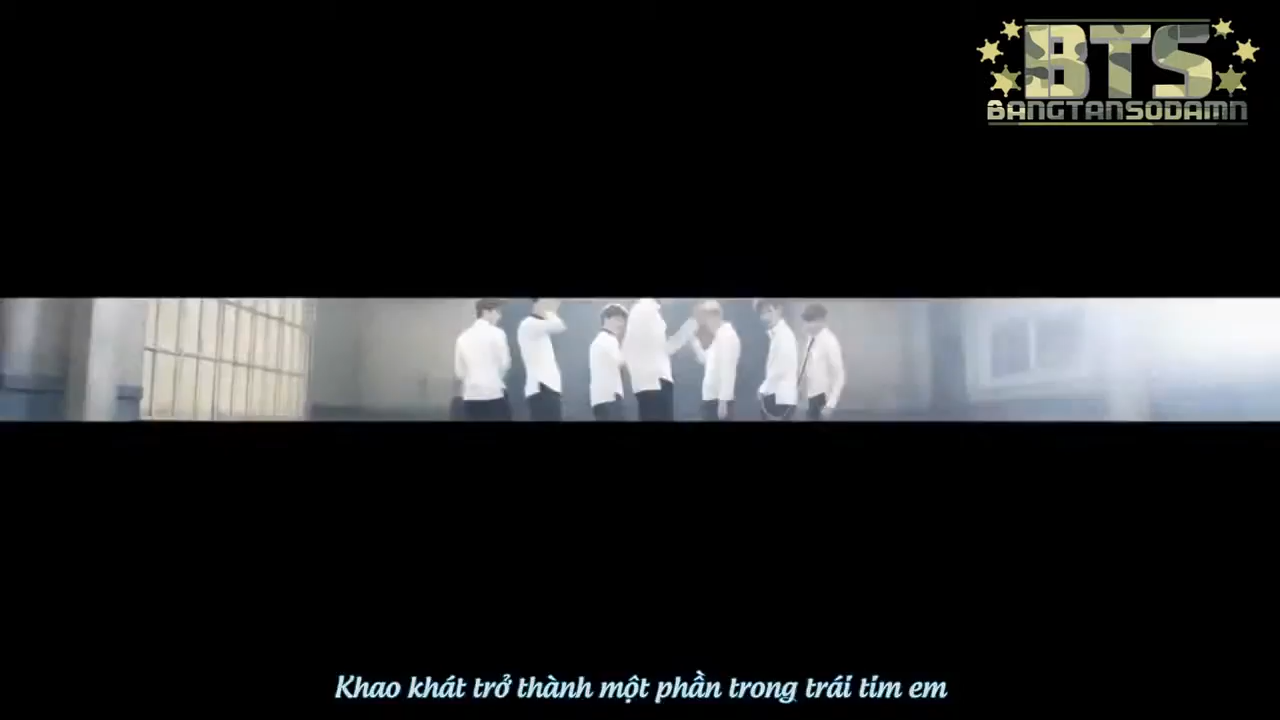 BTS
BANGTANSODAMN
Khao khát trở thành một phần trong trái tim em